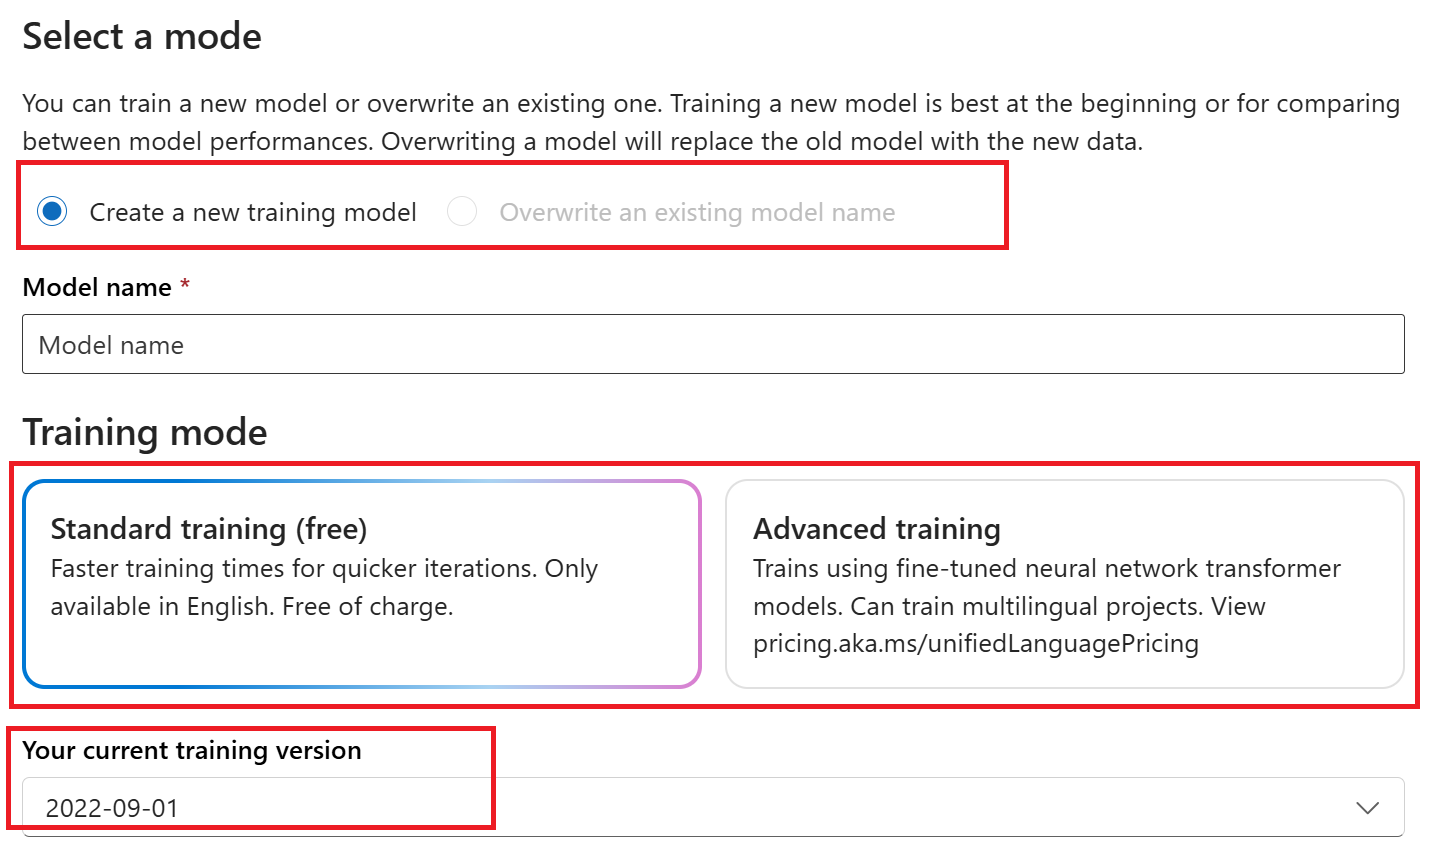 Select a mode
You can train a new model or overwrite an existing one. Training a new model is best at the beginning or for comparing
between model performances. Overwriting a model will replace the old model with the new data.
Create a new training model Overwrite an existing model name
Model name *
Model name
Training mode
Standard training (free)
Faster training times for quicker iterations. Only
available in English. Free of charge.
Advanced training
Trains using fine-tuned neural network transformer
models. Can train multilingual projects. View
pricing.aka.ms/unifiedLanguagePricing
Your current training version
2022-09-01